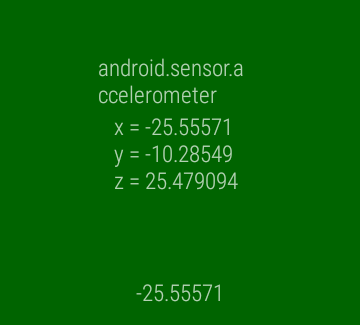 android.sensor.a
ccelerometer
x = -25.55571
y = -10.28549
z = 25.479094
-25.55571